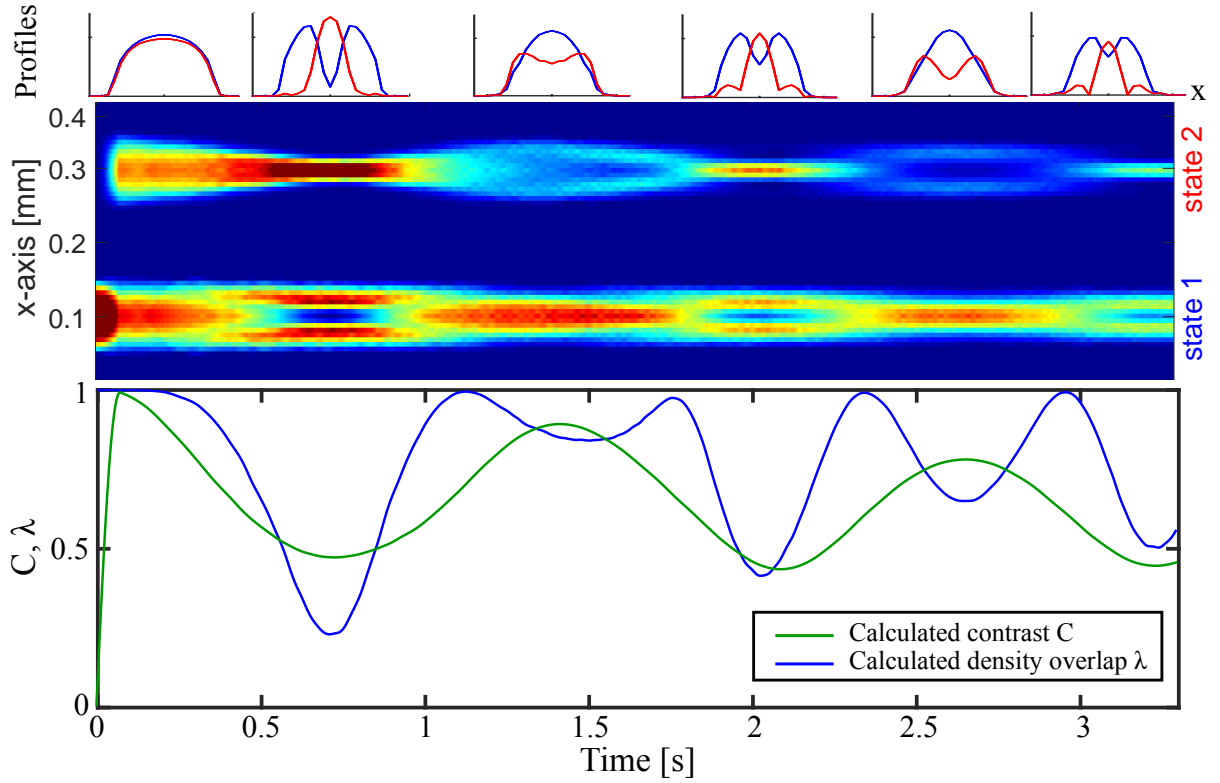 Profiles
x
x-axis [mm]
0.4
0.3
0.2
0.1
state 2
state 1
C, λ
1
0.5
0
Calculated contrast C
Calculated density overlap λ
0 0.5 1 1.5 2 2.5 3
Time [s]